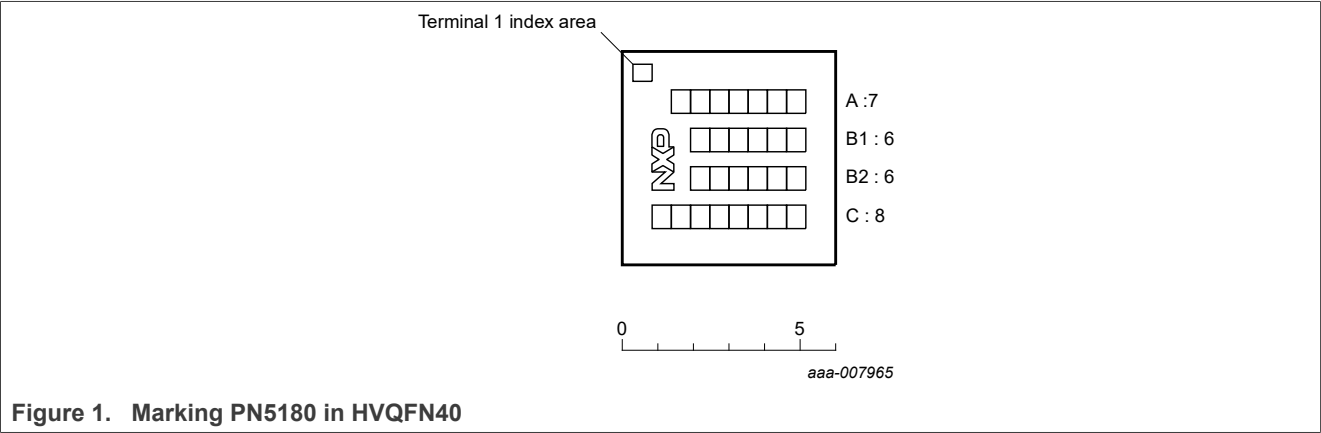 Terminal 1 index area
A :7
B1 : 6
NXP
B2 : 6
C : 8
0 5
aaa-007965
Figure 1. Marking PN5180 in HVQFN40